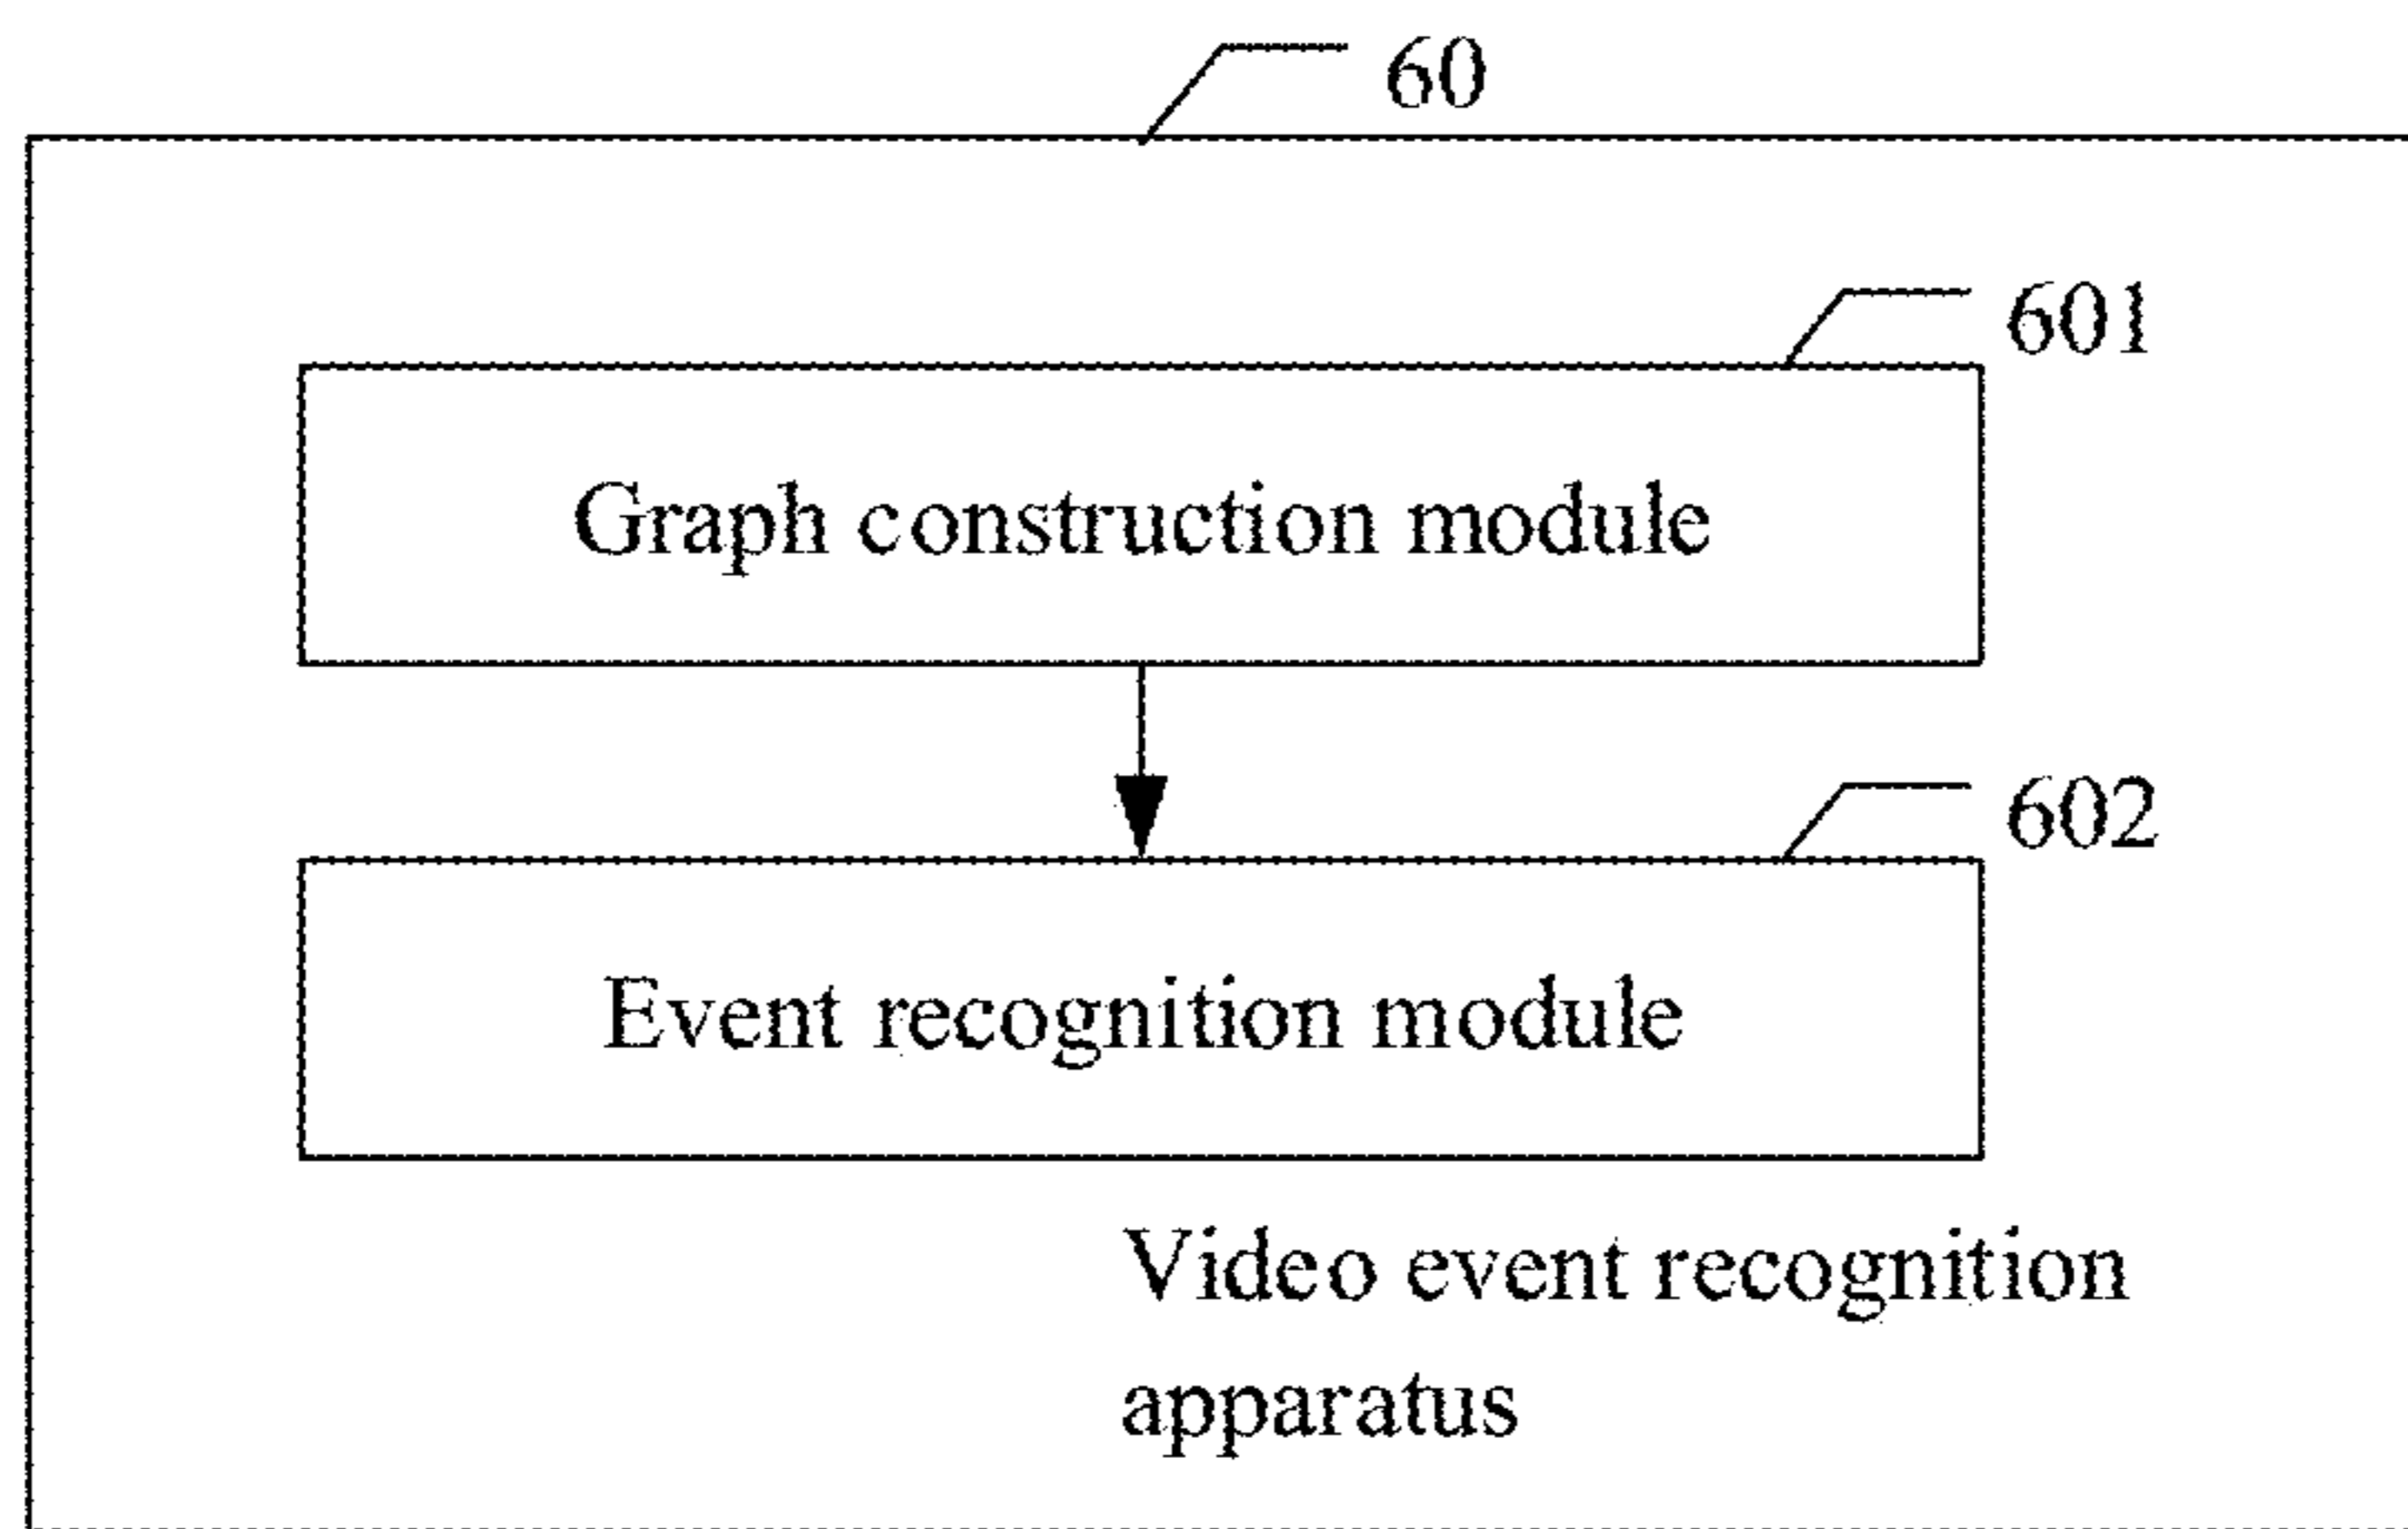 60
601
Graph construction module
602
Event recognition module
Video event recognition
apparatus